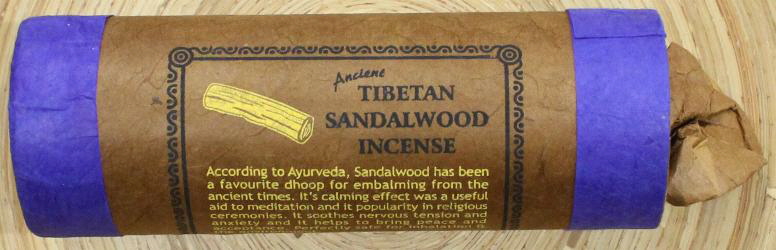 Ancient
TIBETAN
SANDALWOOD
INCENSE
According to Ayurveda, Sandalwood has been
a favourite dhoop for embalming from the
ancient times. It's calming effect was a useful
aid to meditation and it popularity in religious
ceremonies. It soothes nervous tension and
anxiety and it helps to bring peace and
acceptance. Perfectly safe for inhalation &